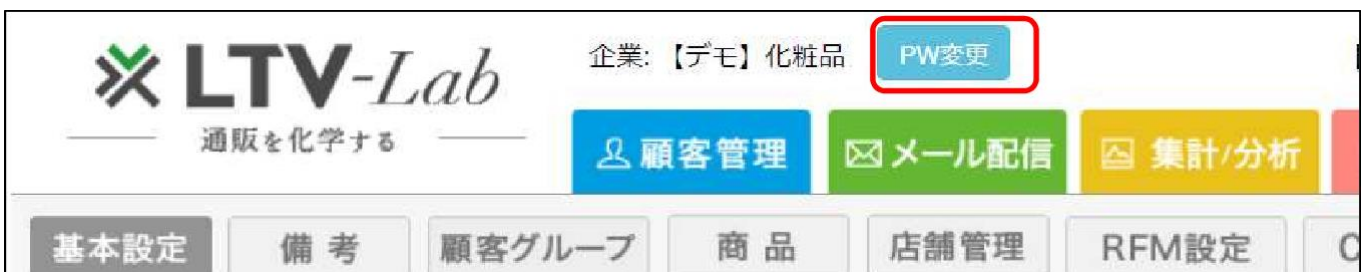 LTV-Lab
通販を化学する
企業: 【デモ】化粧品 PW変更
顧客管理 メール配信 集計/分析
基本設定 備考 顧客グループ 商品 店舗管理 RFM設定